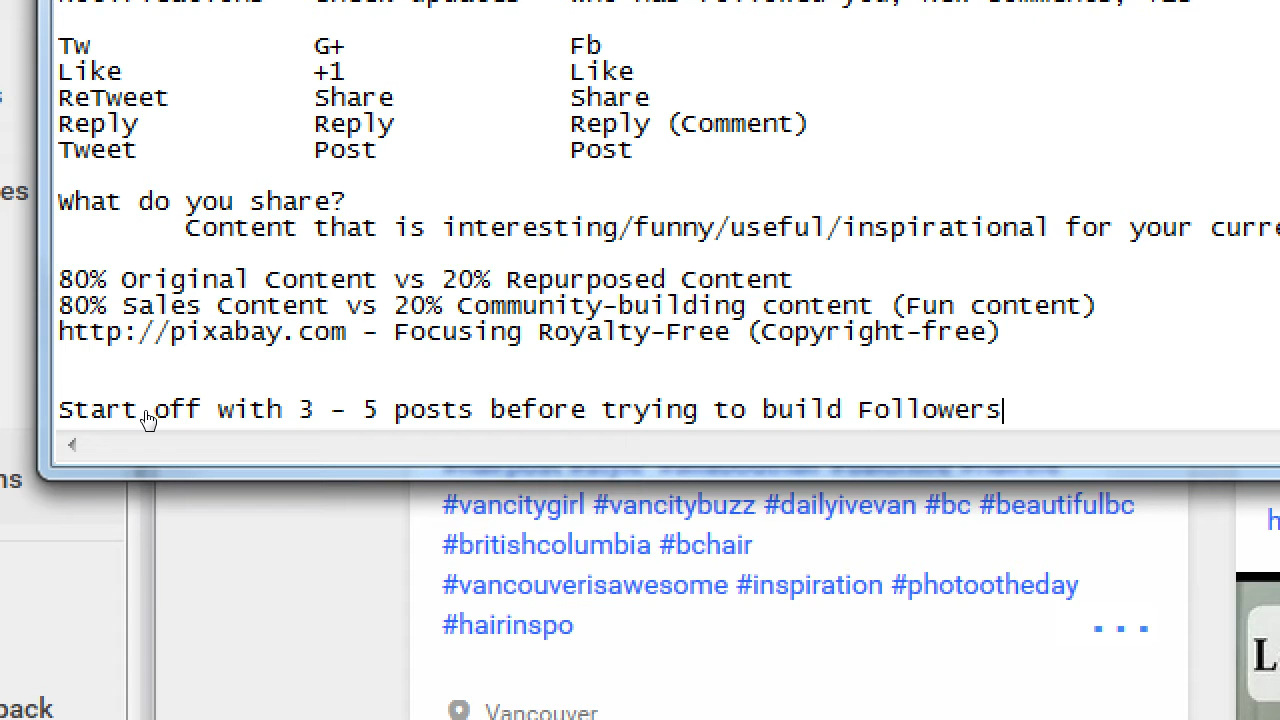 Tw G+ Fb
Like +1 Like
ReTweet Share Share
Reply Reply Reply (Comment)
Tweet Post Post
What do you share?
Content that is interesting/funny/useful/inspirational for your curre
80% Original Content vs 20% Repurposed Content
80% Sales Content vs 20% Community-building content (Fun content)
http://pixabay.com - Focusing Royalty-Free (Copyright-free)
Start off with 3 - 5 posts before trying to build Followers
#vancitygirl #vancitybuzz #dailyivevan #bc #beautifulbc
#britishcolumbia #bchair
#vancouverisawesome #inspiration #photootheday
#hairinspo
Vancouver